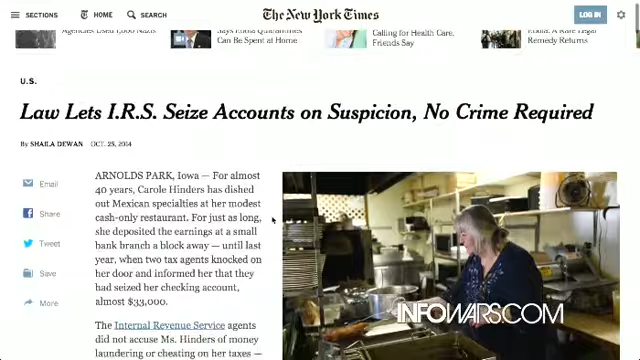 SECTIONS HOME SEARCH The New York Times LOG IN
Agencies Used 1,000 Nazis
Says Ebola Quarantines
Can Be Spent at Home
Calling for Health Care,
Friends Say
Ebola: A Rare Legal
Remedy Returns
U.S.
Law Lets I.R.S. Seize Accounts on Suspicion, No Crime Required
By SHAILA DEWAN OCT. 25, 2014
Email
Share
Tweet
Save
More
ARNOLDS PARK, Iowa — For almost
40 years, Carole Hinders has dished
out Mexican specialties at her modest
cash-only restaurant. For just as long,
she deposited the earnings at a small
bank branch a block away — until last
year, when two tax agents knocked on
her door and informed her that they
had seized her checking account,
almost $33,000.
The Internal Revenue Service agents
did not accuse Ms. Hinders of money
laundering or cheating on her taxes —
INFOWARS.COM